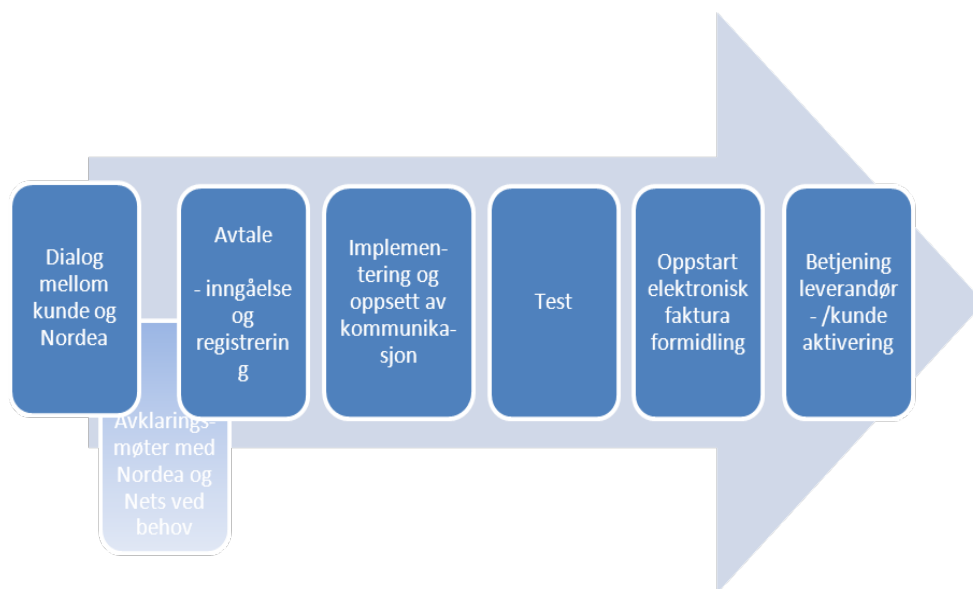 Dialog
mellom
kunde og
Nordea
Avklarings-
møter med
Nordea og
Nets ved
behov
Avtale
- inngåelse
og
registrerin
g
Implemen-
tering og
oppsett av
kommunika-
sjon
Test
Oppstart
elektronisk
faktura
formidling
Betjening
leverandør
- /kunde
aktivering